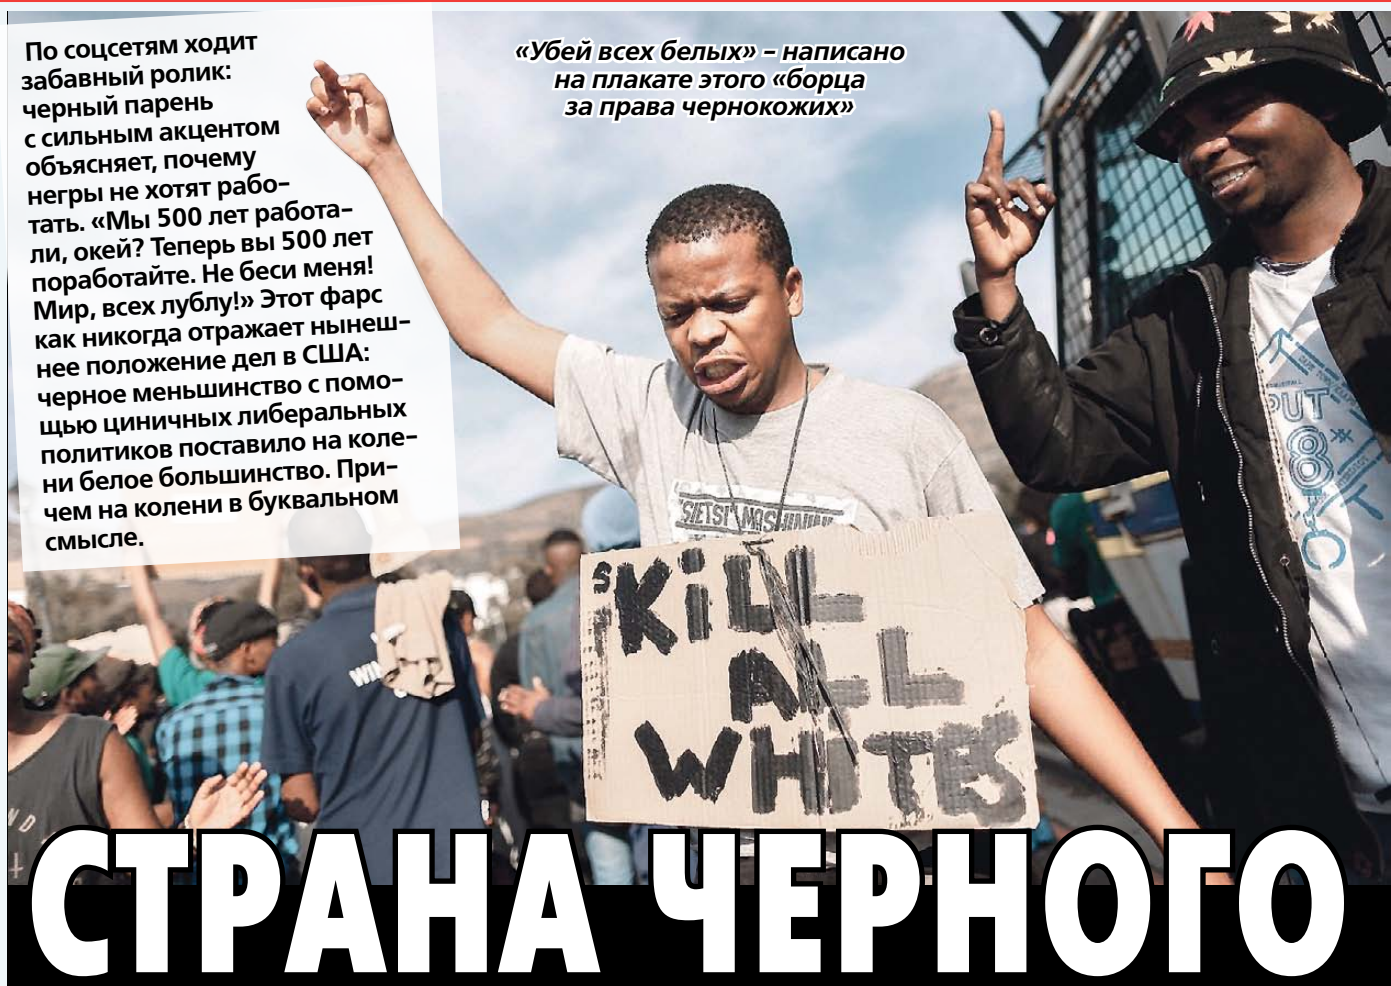 По соцсетям ходит
забавный ролик:
черный парень
с сильным акцентом
объясняет, почему
негры не хотят рабо-
тать. «Мы 500 лет работа-
ли, окей? Теперь вы 500 лет
поработайте. Не беси меня!
Мир, всех лублу!» Этот фарс
как никогда отражает нынеш-
нее положение дел в США:
черное меньшинство с помо-
щью циничных либеральных
политиков поставило на коле-
ни белое большинство. При-
чем на колени в буквальном
смысле.
«Убей всех белых» – написано
на плакате этого «борца
за права чернокожих»
KiLL
ALL
WHITES
СТРАНА ЧЕРНОГО